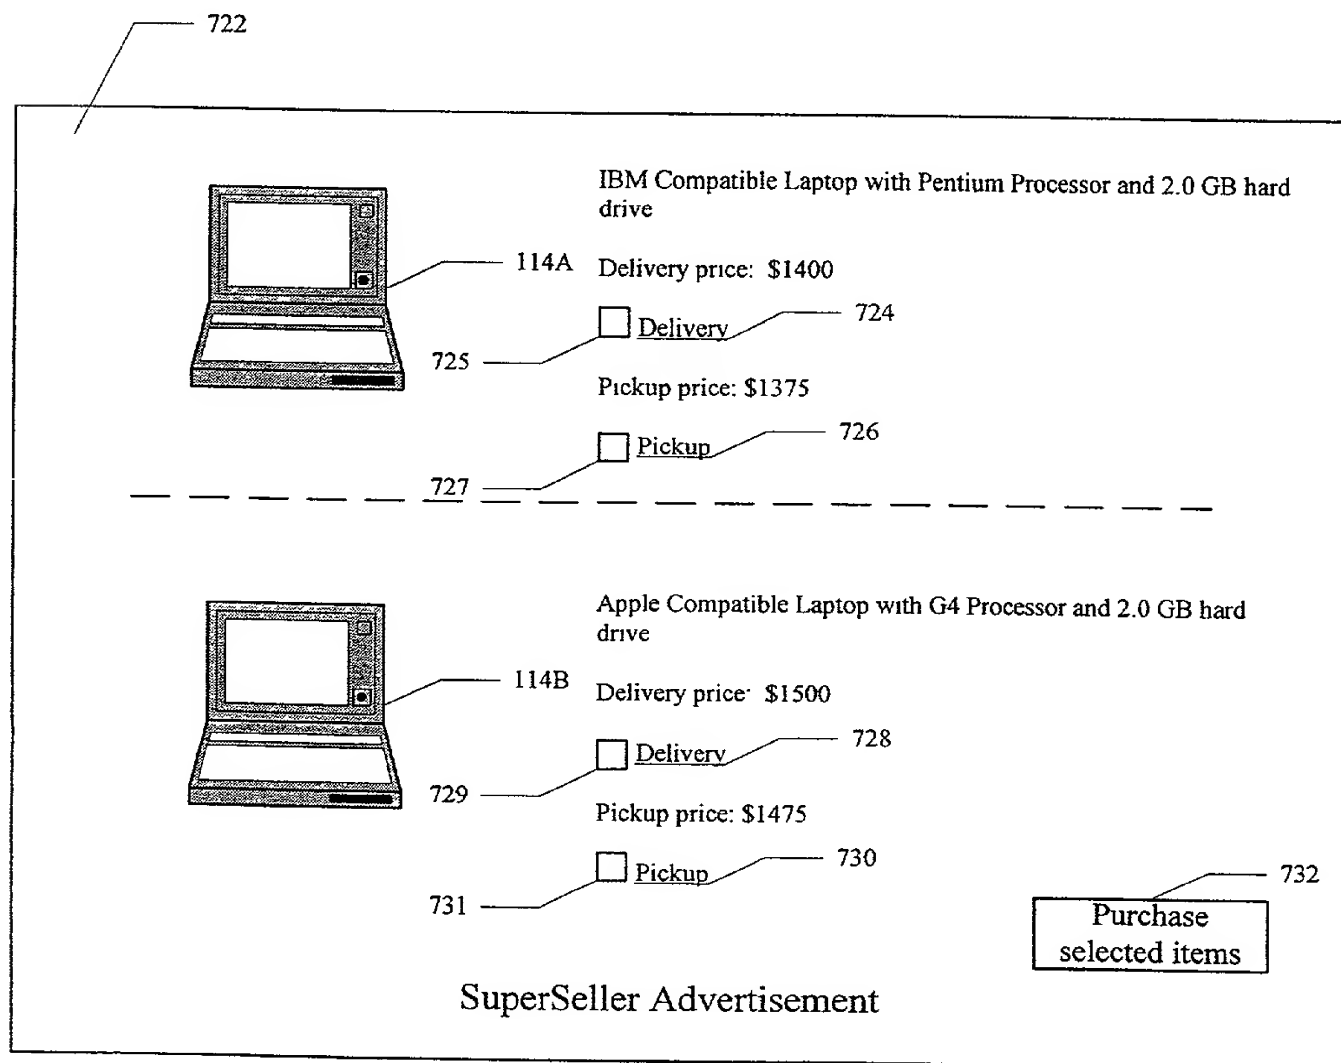 722
IBM Compatible Laptop with Pentium Processor and 2.0 GB hard
drive
114A
Delivery price: $1400
Delivery
724
725
Pickup price: $1375
Pickup
726
727
Apple Compatible Laptop with G4 Processor and 2.0 GB hard
drive
114B
Delivery price: $1500
Delivery
728
729
Pickup price: $1475
Pickup
730
731
732
Purchase
selected items
SuperSeller Advertisement